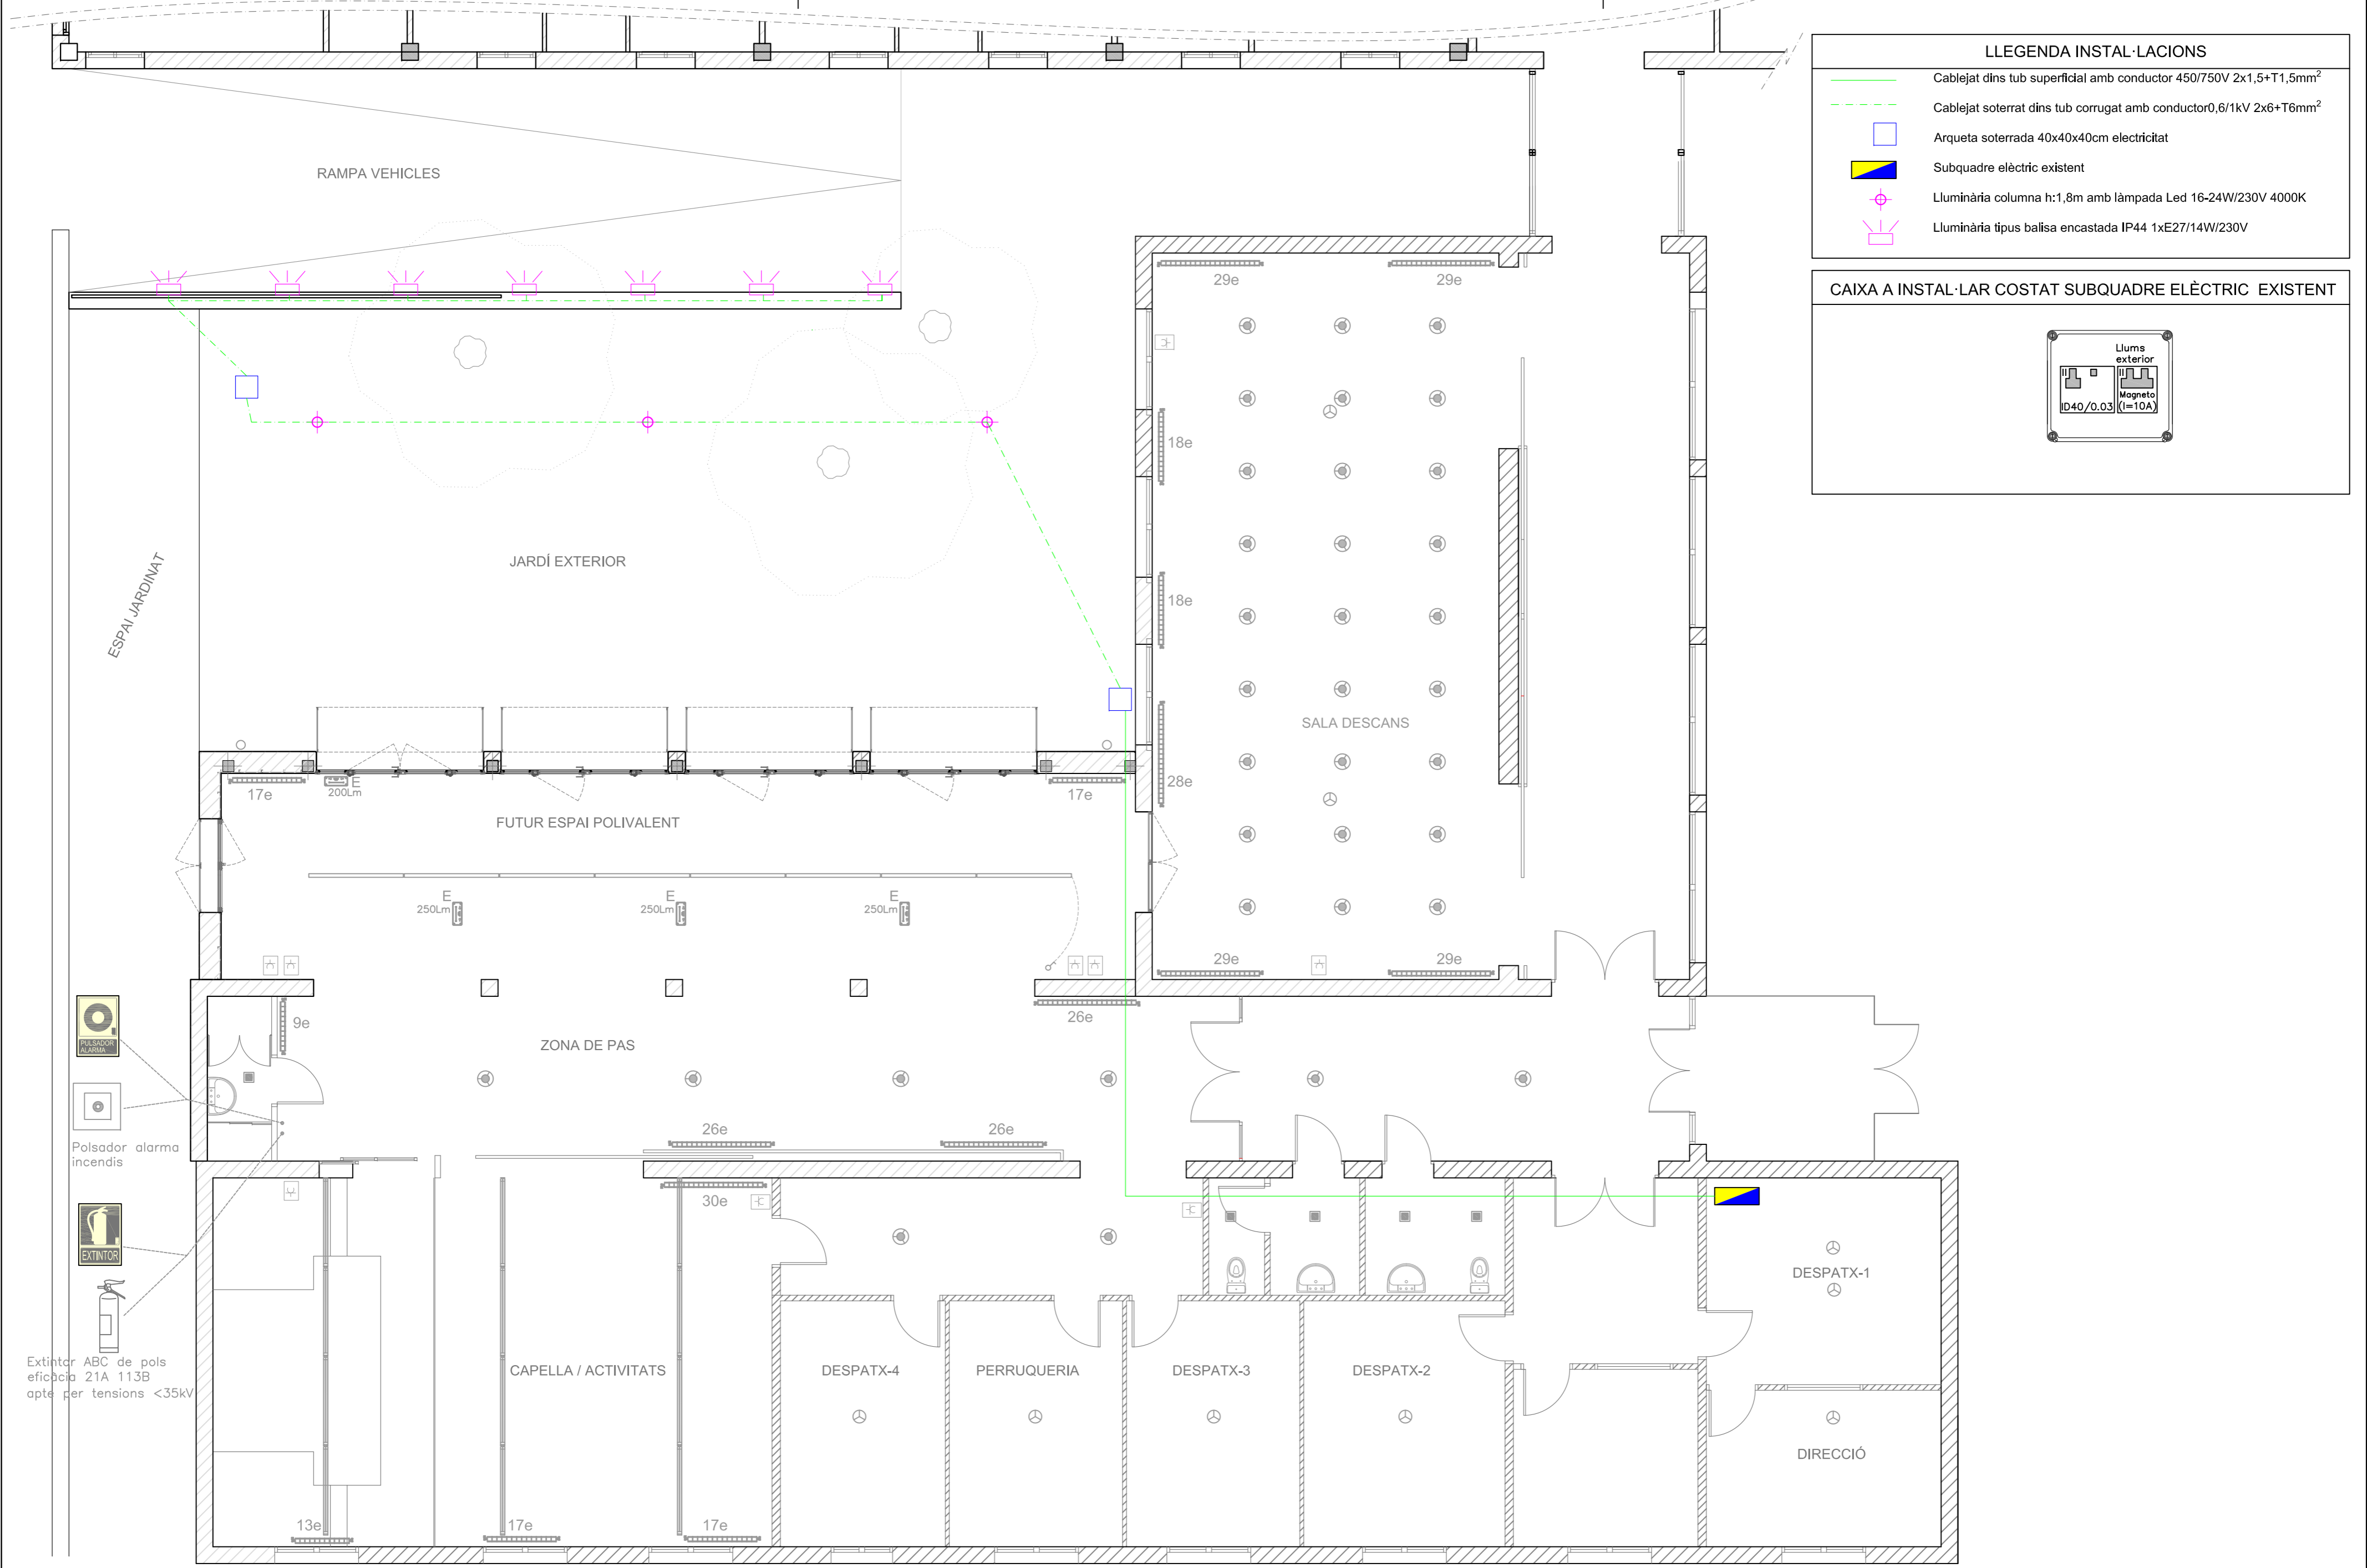 LLEGENDA INSTAL·LACIONS
Cablejat dins tub superficial amb conductor 450/750V 2x1,5+T1,5mm²
Cablejat soterrat dins tub corrugat amb conductor0,6/1kV 2x6+T6mm²
Arqueta soterrada 40x40x40cm electricitat
Subquadre elèctric existent
Lluminària columna h:1,8m amb làmpada Led 16-24W/230V 4000K
Lluminària tipus balisa encastada IP44 1xE27/14W/230V
CAIXA A INSTAL·LAR COSTAT SUBQUADRE ELÈCTRIC EXISTENT
Llums
exterior
II
II
Magneto
ID40/0.03
(I=10A)
RAMPA VEHICLES
29e
29e
18e
JARDÍ EXTERIOR
ESPAI JARDINAT
18e
SALA DESCANS
28e
17e
E
200Lm
17e
FUTUR ESPAI POLIVALENT
E
250Lm
E
250Lm
E
250Lm
29e
29e
9e
26e
PULSADOR
ALARMA
ZONA DE PAS
Polsador alarma
incendis
26e
26e
30e
EXTINTOR
DESPATX-1
Extintor ABC de pols
eficàcia 21A 113B
apte per tensions <35kV
CAPELLA / ACTIVITATS
DESPATX-4
PERRUQUERIA
DESPATX-3
DESPATX-2
DIRECCIÓ
13e
17e
17e